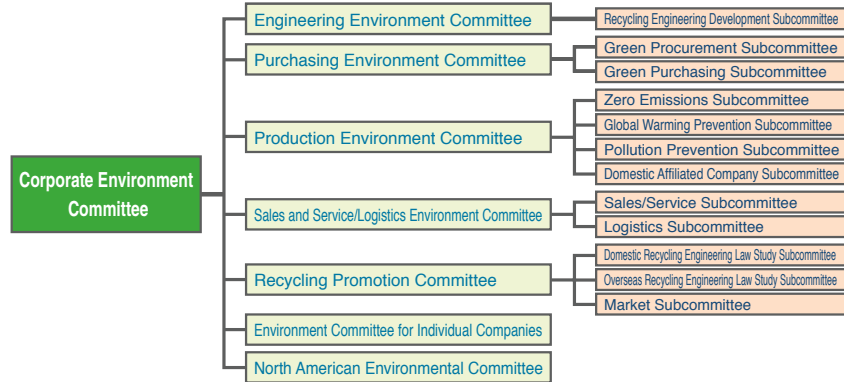 Corporate Environment
Committee
Engineering Environment Committee
Recycling Engineering Development Subcommittee
Purchasing Environment Committee
Green Procurement Subcommittee
Green Purchasing Subcommittee
Production Environment Committee
Zero Emissions Subcommittee
Global Warming Prevention Subcommittee
Pollution Prevention Subcommittee
Domestic Affiliated Company Subcommittee
Sales and Service/Logistics Environment Committee
Sales/Service Subcommittee
Logistics Subcommittee
Recycling Promotion Committee
Domestic Recycling Engineering Law Study Subcommittee
Overseas Recycling Engineering Law Study Subcommittee
Market Subcommittee
Environment Committee for Individual Companies
North American Environmental Committee